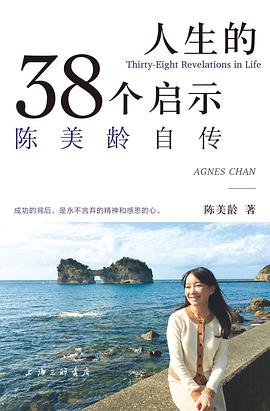 人生的
Thirty-Eight Revelations in Life
38个启示
陈美龄自传
AGNES CHAN
成功的背后，是永不言弃的精神和感恩的心。
陈美龄 著
上海三联书店